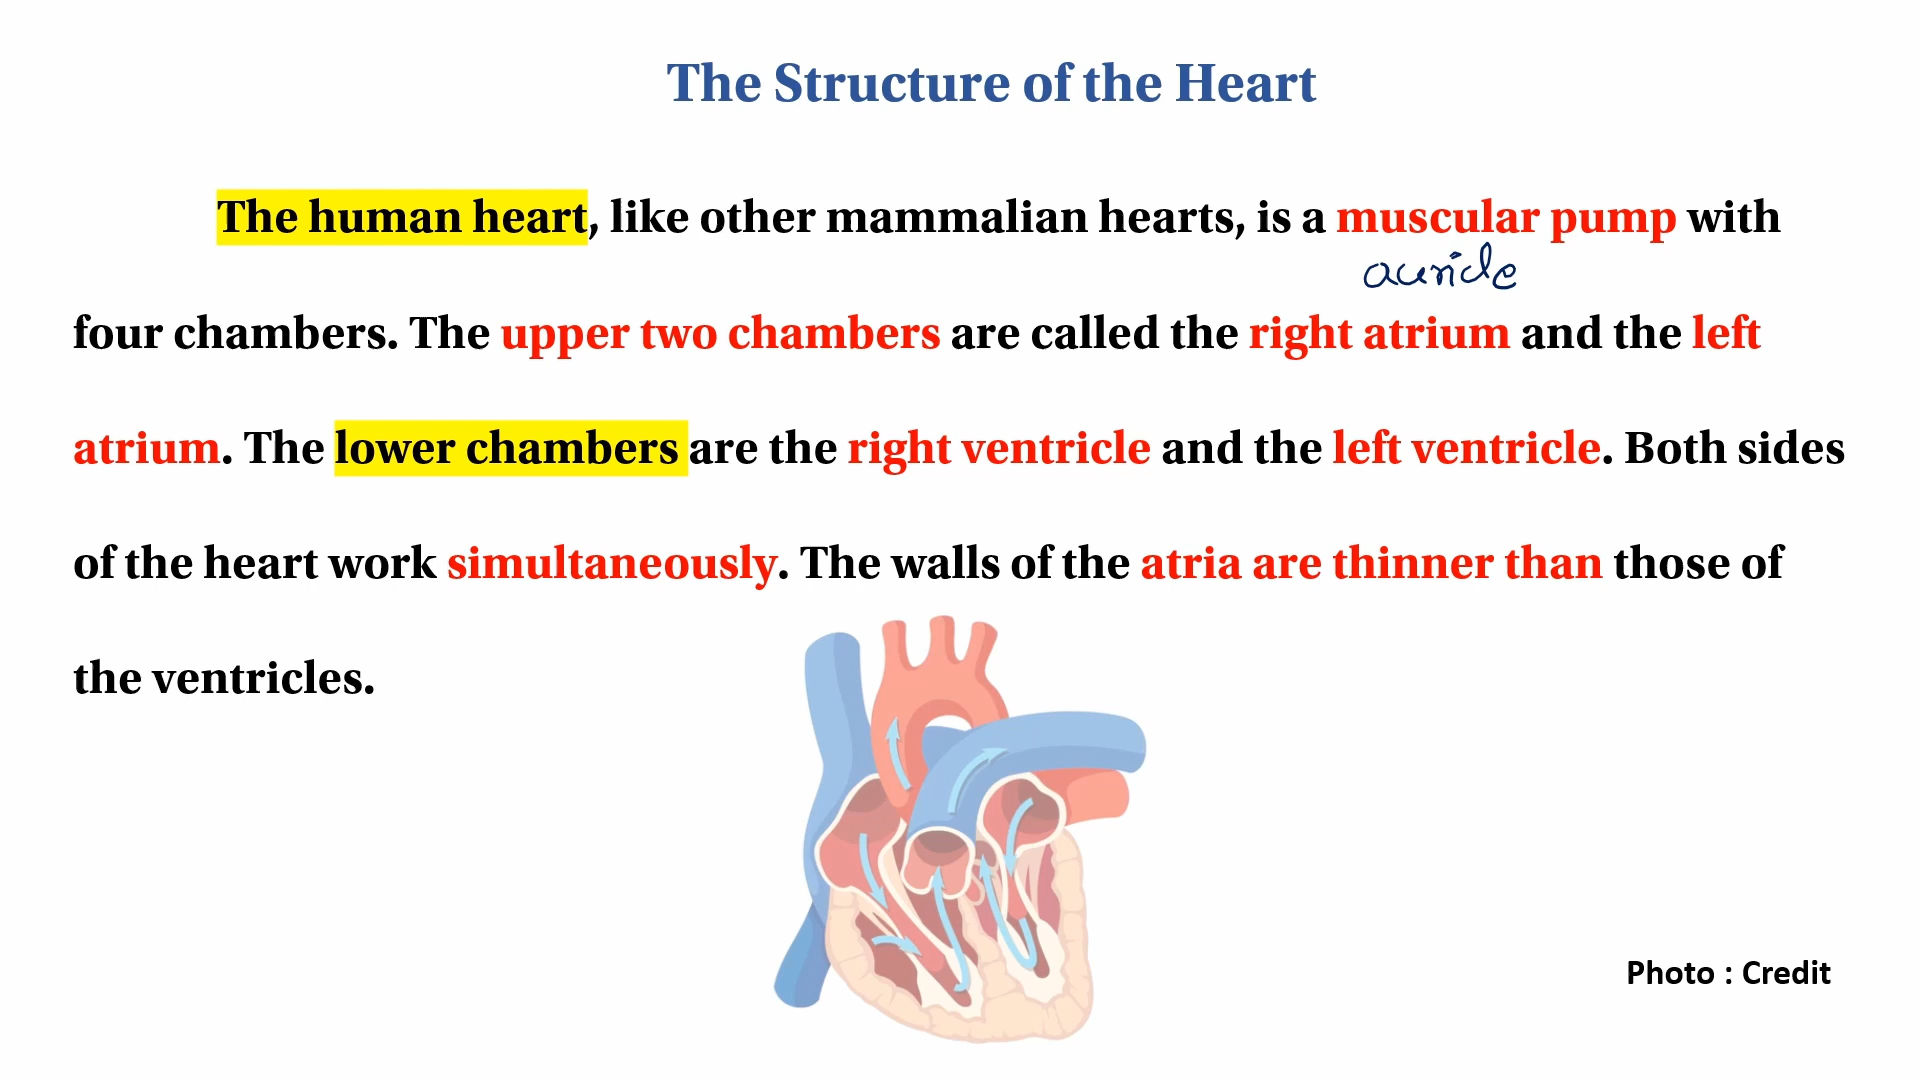 The Structure of the Heart
The human heart, like other mammalian hearts, is a muscular pump with
auricle
four chambers. The upper two chambers are called the right atrium and the left
atrium. The lower chambers are the right ventricle and the left ventricle. Both sides
of the heart work simultaneously. The walls of the atria are thinner than those of
the ventricles.
Photo : Credit